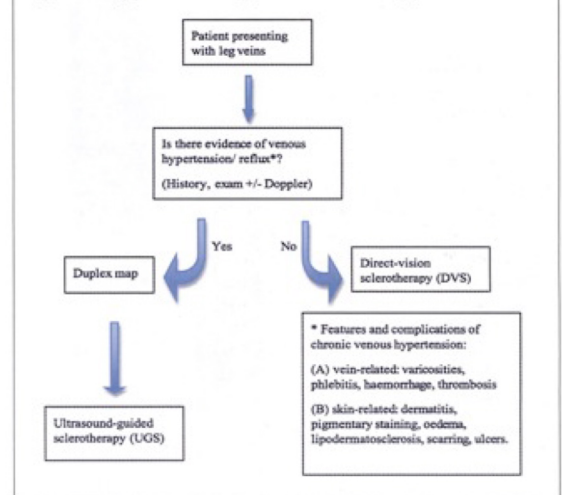 Patient presenting
with leg veins
Is there evidence of venous
hypertension/ reflux*?
(History, exam +/- Doppler)
Yes
No
Duplex map
Direct-vision
sclerotherapy (DVS)
* Features and complications of
chronic venous hypertension:
(A) vein-related: varicosities,
phlebitis, haemorrhage, thrombosis
(B) skin-related: dermatitis,
pigmentary staining, oedema,
lipodermatosclerosis, scarring, ulcers.
Ultrasound-guided
sclerotherapy (UGS)